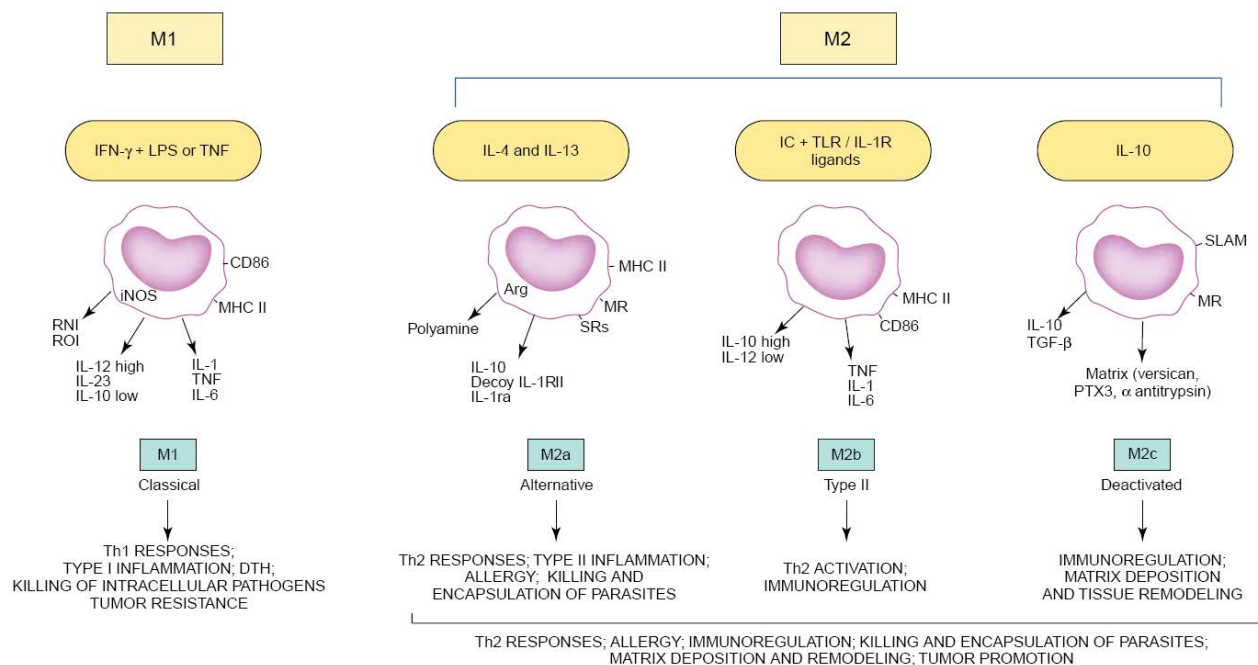 M1
M2
IFN-γ + LPS or TNF
IL-4 and IL-13
IC + TLR / IL-1R
ligands
IL-10
CD86
MHC II
iNOS
RNI
ROI
IL-12 high
IL-23
IL-10 low
IL-1
TNF
IL-6
MHC II
MR
SRs
Arg
Polyamine
IL-10
Decoy IL-1RII
IL-1ra
MHC II
CD86
IL-10 high
IL-12 low
TNF
IL-1
IL-6
SLAM
MR
IL-10
TGF-β
Matrix (versican,
PTX3, α antitrypsin)
M1
Classical
M2a
Alternative
M2b
Type II
M2c
Deactivated
Th1 RESPONSES;
TYPE I INFLAMMATION; DTH;
KILLING OF INTRACELLULAR PATHOGENS
TUMOR RESISTANCE
Th2 RESPONSES; TYPE II INFLAMMATION;
ALLERGY; KILLING AND
ENCAPSULATION OF PARASITES
Th2 ACTIVATION;
IMMUNOREGULATION
IMMUNOREGULATION;
MATRIX DEPOSITION
AND TISSUE REMODELING
Th2 RESPONSES; ALLERGY; IMMUNOREGULATION; KILLING AND ENCAPSULATION OF PARASITES;
MATRIX DEPOSITION AND REMODELING; TUMOR PROMOTION